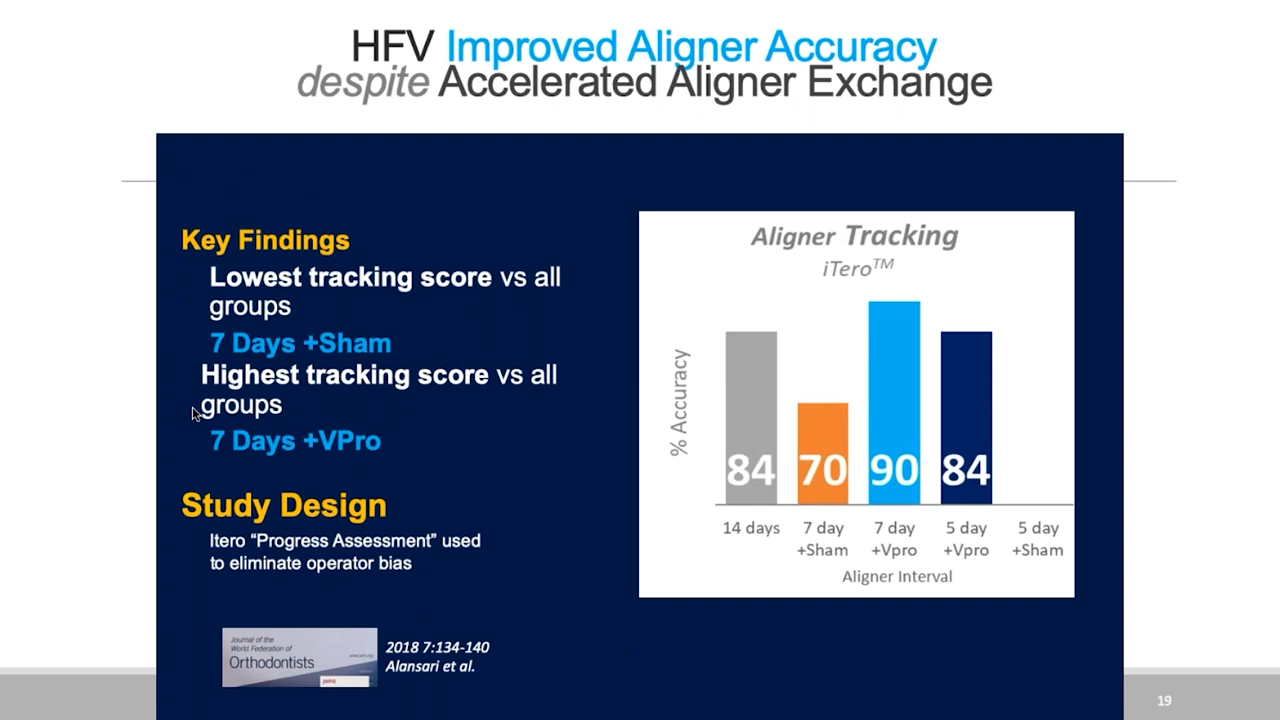 HFV Improved Aligner Accuracy
despite Accelerated Aligner Exchange
Key Findings
Lowest tracking score vs all
groups
7 Days +Sham
Highest tracking score vs all
groups
7 Days +VPro
Study Design
Itero “Progress Assessment” used
to eliminate operator bias
Journal of the
World Federation of
Orthodontists
2018 7:134-140
Alansari et al.
Aligner Tracking
iTero™
% Accuracy
84 70 90 84
14 days 7 day 7 day 5 day 5 day
+Sham +Vpro +Vpro +Sham
Aligner Interval
19